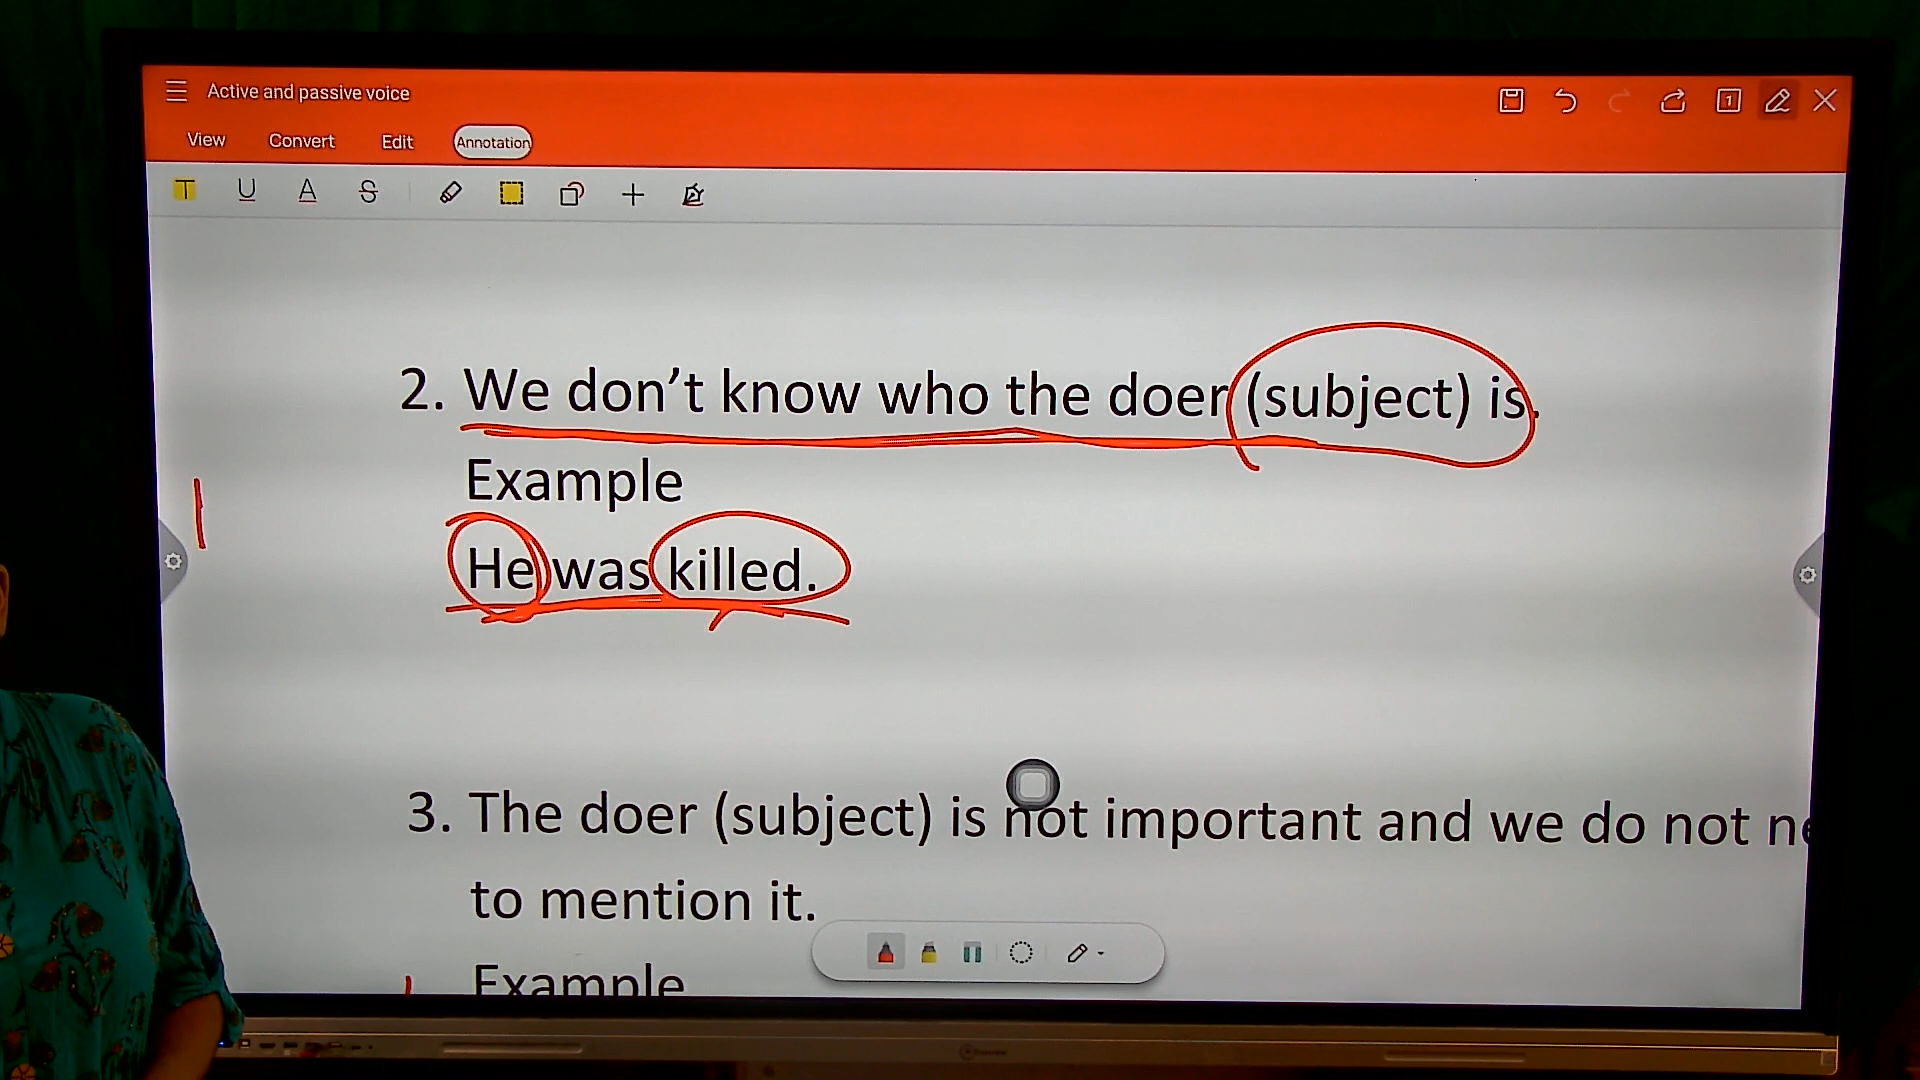 Active and passive voice
View Convert Edit Annotation
T U A S
1
2. We don't know who the doer (subject) is.
Example
He was killed.
3. The doer (subject) is not important and we do not
to mention it.
Example